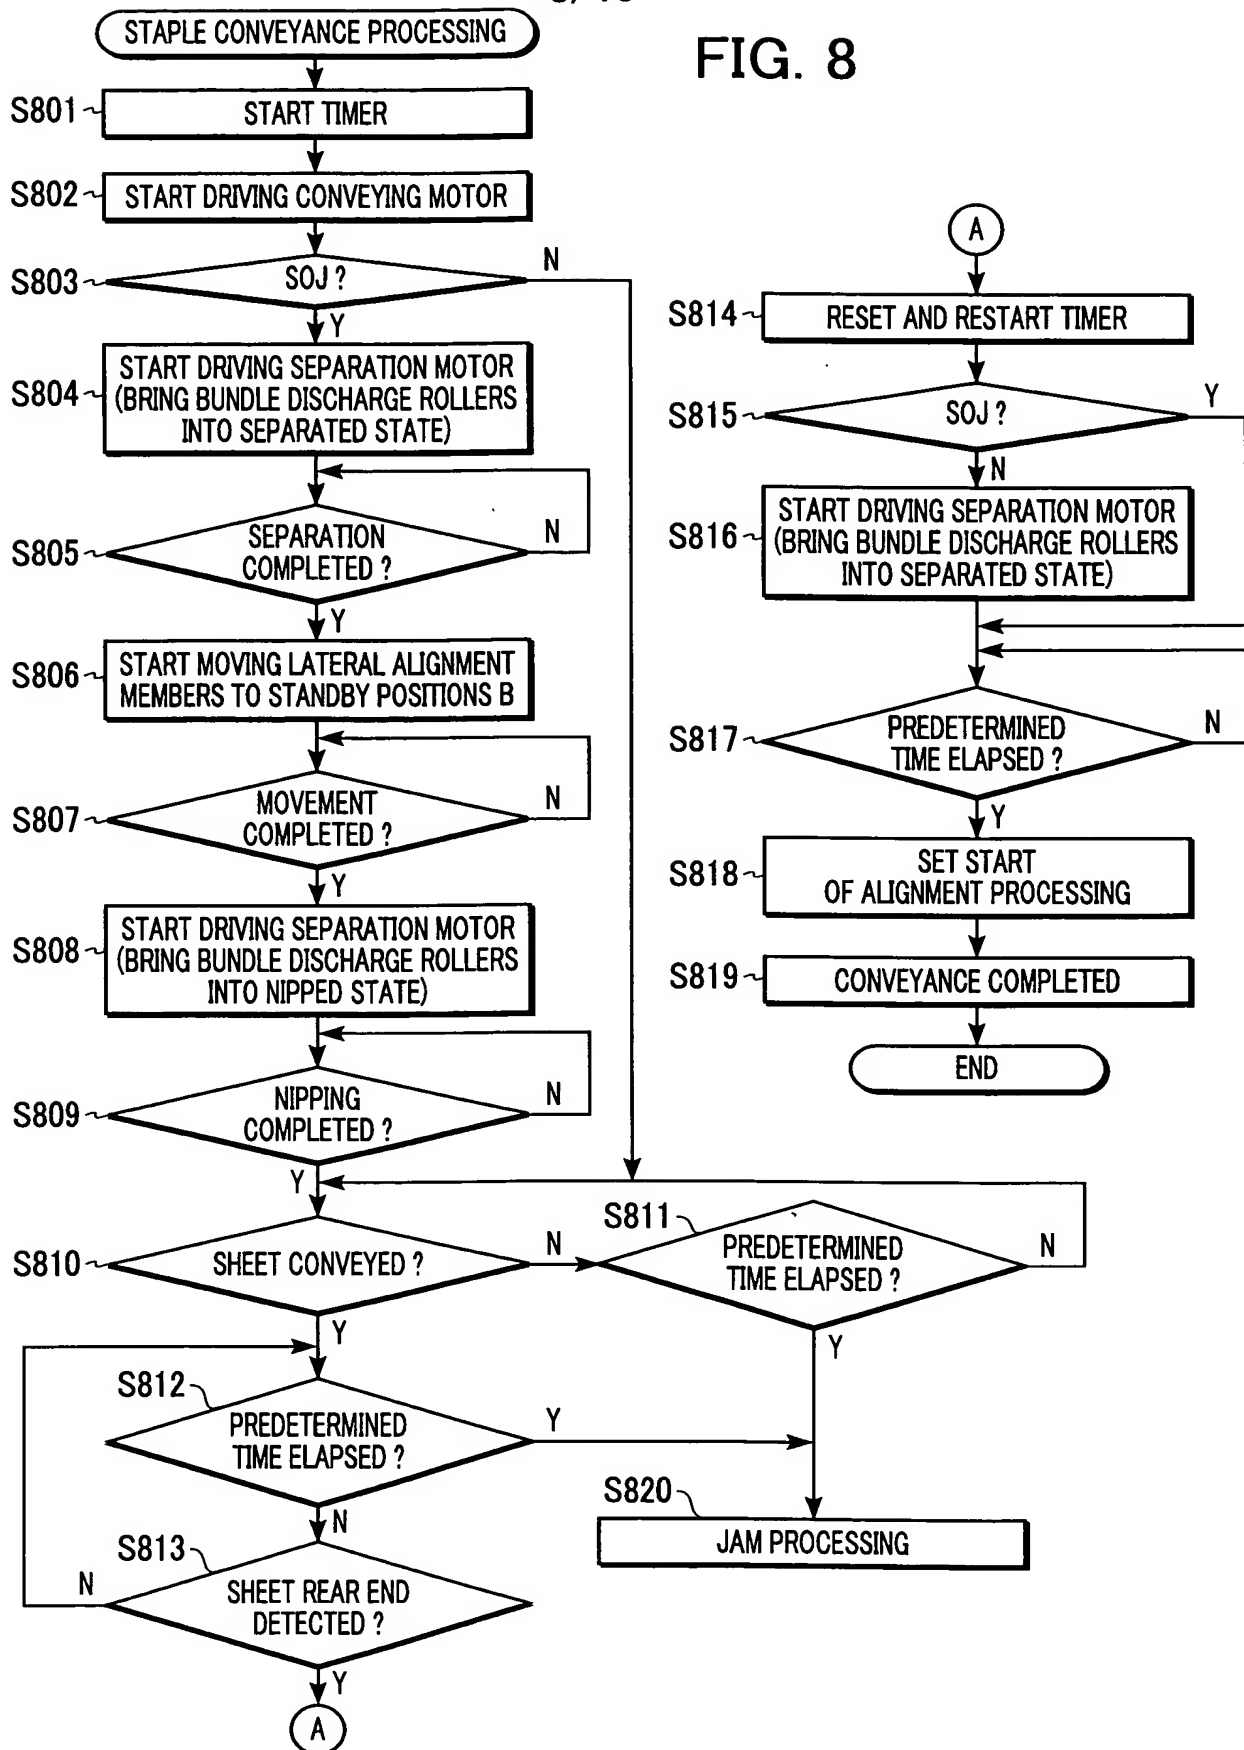 STAPLE CONVEYANCE PROCESSING
FIG. 8
S801
START TIMER
S802
START DRIVING CONVEYING MOTOR
S803
SOJ ?
N
Y
S804
START DRIVING SEPARATION MOTOR
(BRING BUNDLE DISCHARGE ROLLERS
INTO SEPARATED STATE)
S805
SEPARATION
COMPLETED ?
N
Y
S806
START MOVING LATERAL ALIGNMENT
MEMBERS TO STANDBY POSITIONS B
S807
MOVEMENT
COMPLETED ?
N
Y
S808
START DRIVING SEPARATION MOTOR
(BRING BUNDLE DISCHARGE ROLLERS
INTO NIPPED STATE)
S809
NIPPING
COMPLETED ?
N
Y
S810
SHEET CONVEYED ?
N
Y
S811
PREDETERMINED
TIME ELAPSED ?
N
Y
S812
PREDETERMINED
TIME ELAPSED ?
Y
N
S813
SHEET REAR END
DETECTED ?
N
Y
A
S820
JAM PROCESSING
A
S814
RESET AND RESTART TIMER
S815
SOJ ?
Y
N
S816
START DRIVING SEPARATION MOTOR
(BRING BUNDLE DISCHARGE ROLLERS
INTO SEPARATED STATE)
S817
PREDETERMINED
TIME ELAPSED ?
N
Y
S818
SET START
OF ALIGNMENT PROCESSING
S819
CONVEYANCE COMPLETED
END